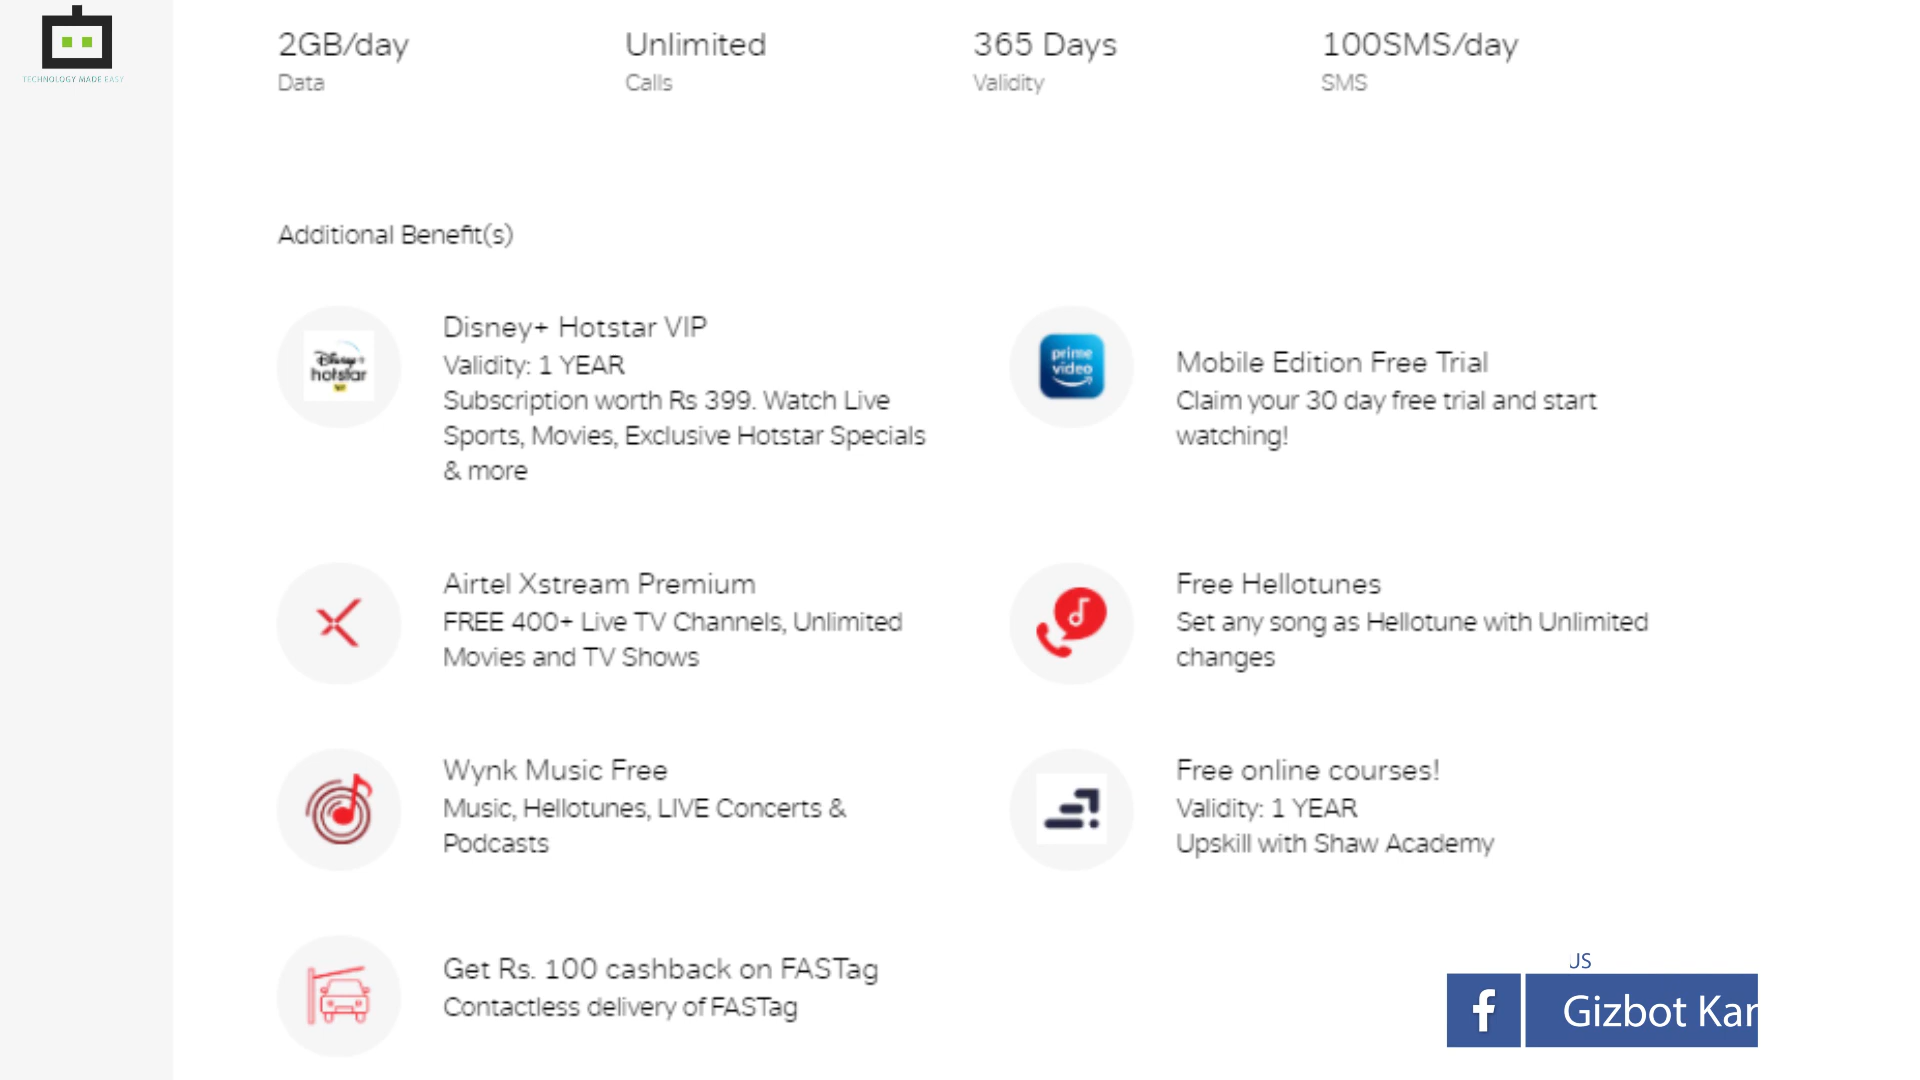 TECHNOLOGY MADE EASY
2GB/day
Data
Unlimited
Calls
365 Days
Validity
100SMS/day
SMS
Additional Benefit(s)
Disney+
hotstar
Disney+ Hotstar VIP
Validity: 1 YEAR
Subscription worth Rs 399. Watch Live
Sports, Movies, Exclusive Hotstar Specials
& more
prime
video
Mobile Edition Free Trial
Claim your 30 day free trial and start
watching!
Airtel Xstream Premium
FREE 400+ Live TV Channels, Unlimited
Movies and TV Shows
Free Hellotunes
Set any song as Hellotune with Unlimited
changes
Wynk Music Free
Music, Hellotunes, LIVE Concerts &
Podcasts
Free online courses!
Validity: 1 YEAR
Upskill with Shaw Academy
Get Rs. 100 cashback on FASTag
Contactless delivery of FASTag
US
f
Gizbot Kar